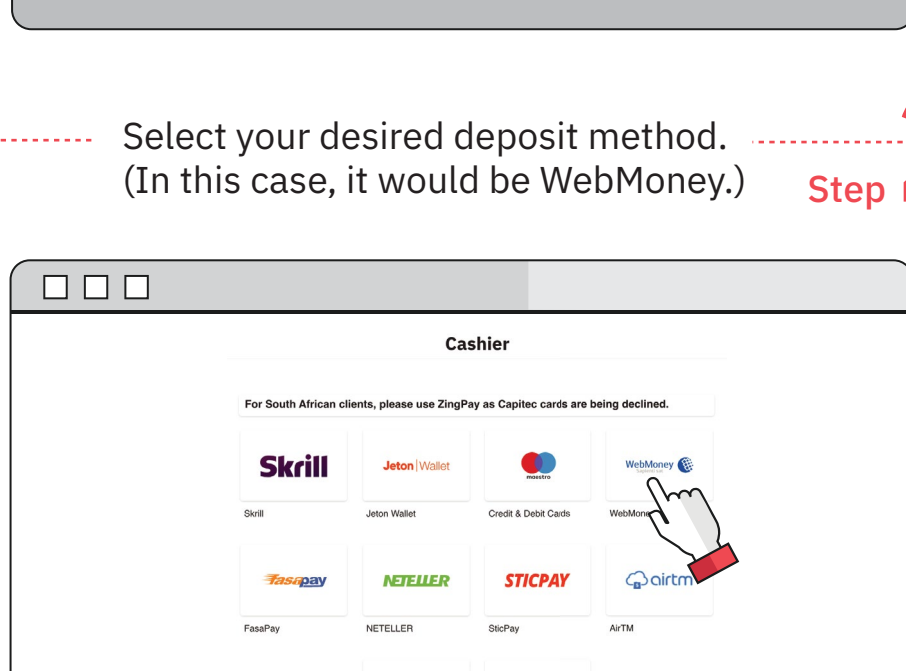 Select your desired deposit method.
(In this case, it would be WebMoney.)
Step
Cashier
For South African clients, please use ZingPay as Capitec cards are being declined.
Skrill
Jeton Wallet
maestro
WebMoney
Skrill
Jeton Wallet
Credit & Debit Cards
WebMone
Fasapay
NETELLER
STICPAY
airtm
FasaPay
NETELLER
SticPay
AirTM